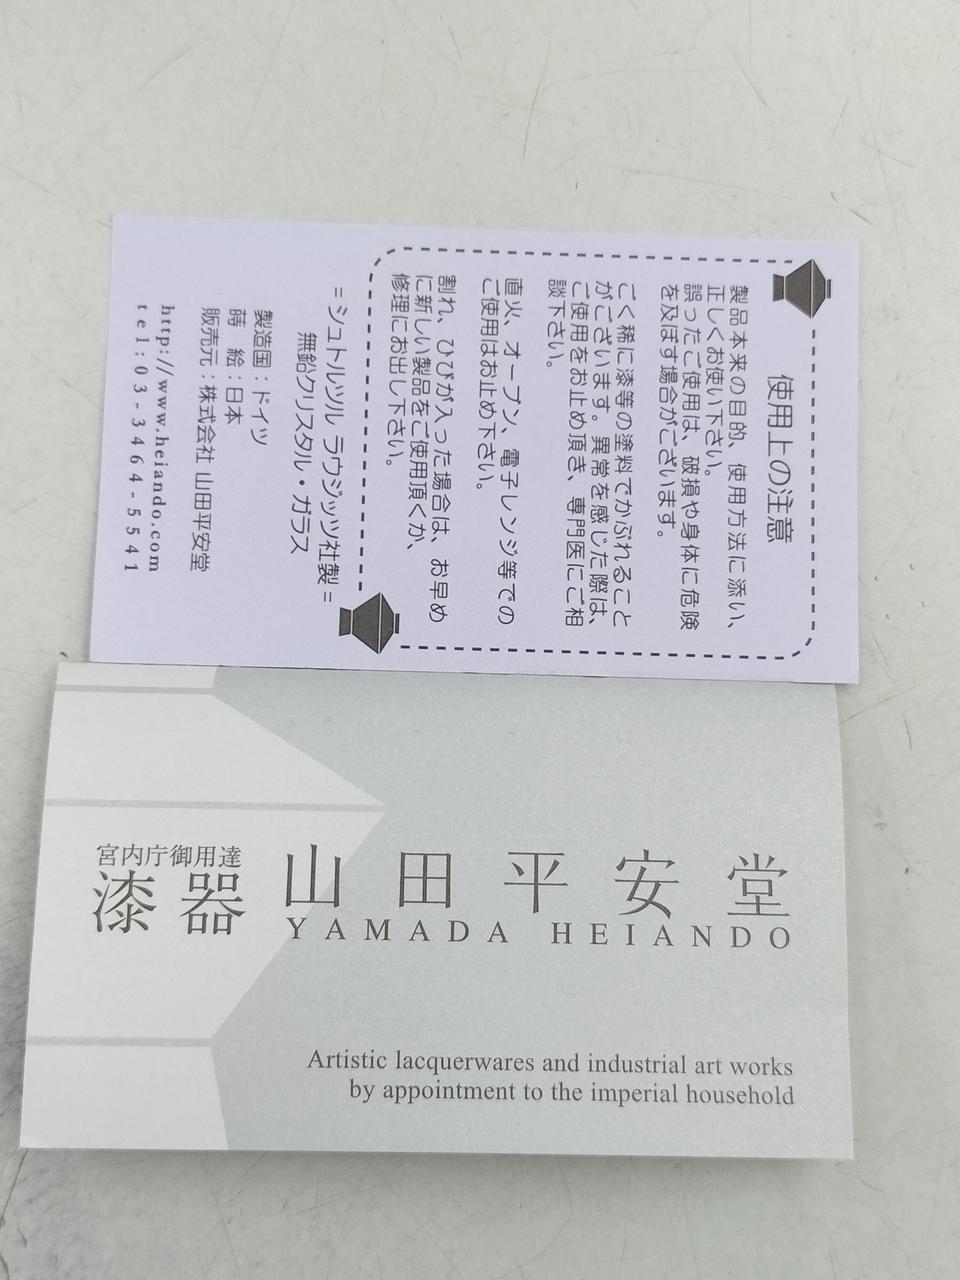 使用上の注意
製品本来の目的、使用方法に添い、
正しくお使い下さい。
誤ったご使用は、破損や身体に危険
を及ぼす場合がございます。
ごく稀に漆等の塗料でかぶれること
がございます。異常を感じた際は、
ご使用をお止め頂き、専門医にご相
談下さい。
直火、オーブン、電子レンジ等での
ご使用はお止め下さい。
割れ、ひびが入った場合は、お早め
に新しい製品をご使用頂くか、
修理にお出し下さい。
=シュトルツル ラウジッツ社製=
無鉛クリスタル・ガラス
製造国：ドイツ
蒔　絵：日本
販売元：株式会社 山田平安堂
http://www.heiando.com
tel:03-3464-5541
宮内庁御用達
漆器 山田平安堂
YAMADA HEIANDO
Artistic lacquerwares and industrial art works
by appointment to the imperial household